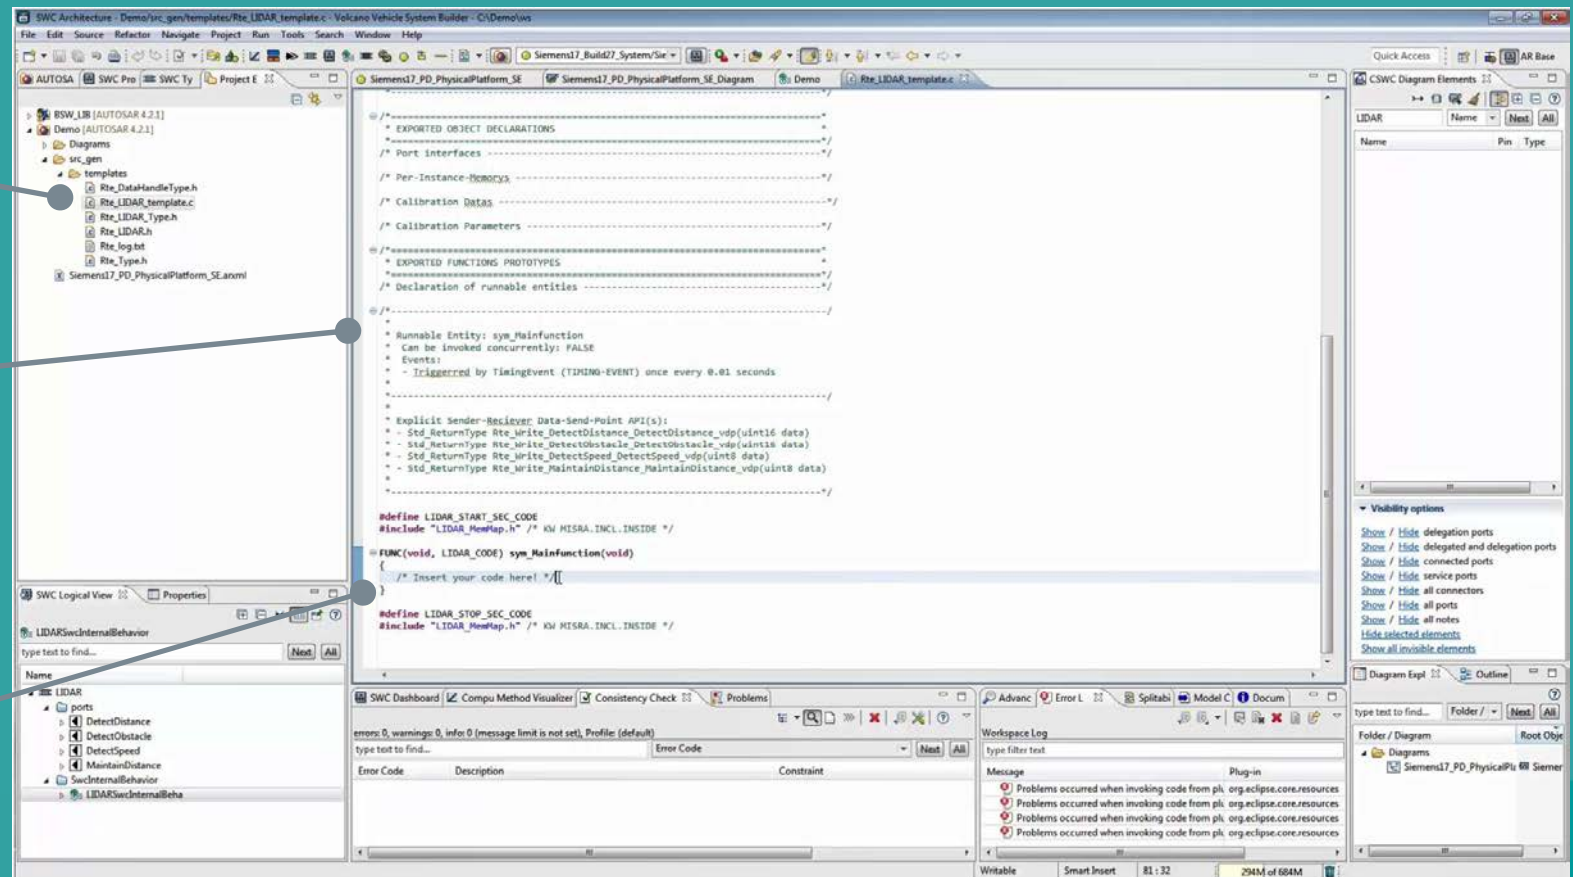 SWC Architecture - Demo/src_gen/templates/Rte_LIDAR_template.c - Volcano Vehicle System Builder - C:\Demo\ws
File Edit Source Refactor Navigate Project Run Tools Search Window Help
Siemens17_Build27_System/Sie
Quick Access
AR Base
AUTOSA SWC Pro SWC Ty Project E
Siemens17_PD_PhysicalPlatform_SE Siemens17_PD_PhysicalPlatform_SE_Diagram Demo Rte_LIDAR_template.c
CSWC Diagram Elements
BSW_LIB [AUTOSAR 4.2.1]
Demo [AUTOSAR 4.2.1]
Diagrams
src_gen
templates
Rte_DataHandleType.h
Rte_LIDAR_template.c
Rte_LIDAR_Type.h
Rte_LIDAR.h
Rte_log.txt
Rte_Type.h
Siemens17_PD_PhysicalPlatform_SE.arxml
* EXPORTED OBJECT DECLARATIONS *
/* Port interfaces ----------*/
/* Per-Instance-Memorys ----------*/
/* Calibration Datas ----------*/
/* Calibration Parameters ----------*/
* EXPORTED FUNCTIONS PROTOTYPES *
/* Declaration of runnable entities ----------*/
* Runnable Entity: sym_Mainfunction
* Can be invoked concurrently: FALSE
* Events:
* - Triggerred by TimingEvent (TIMING-EVENT) once every 0.01 seconds
* Explicit Sender-Reciever Data-Send-Point API(s):
* - Std_ReturnType Rte_Write_DetectDistance_DetectDistance_vdp(uint16 data)
* - Std_ReturnType Rte_Write_DetectObstacle_DetectObstacle_vdp(uint16 data)
* - Std_ReturnType Rte_Write_DetectSpeed_DetectSpeed_vdp(uint8 data)
* - Std_ReturnType Rte_Write_MaintainDistance_MaintainDistance_vdp(uint8 data)
#define LIDAR_START_SEC_CODE
#include "LIDAR_MemMap.h" /* KW MISRA.INCL.INSIDE */
FUNC(void, LIDAR_CODE) sym_Mainfunction(void)
{
/* Insert your code here! */
}
#define LIDAR_STOP_SEC_CODE
#include "LIDAR_MemMap.h" /* KW MISRA.INCL.INSIDE */
LIDAR Name Next All
Name Pin Type
Visibility options
Show / Hide delegation ports
Show / Hide delegated and delegation ports
Show / Hide connected ports
Show / Hide service ports
Show / Hide all connectors
Show / Hide all ports
Show / Hide all notes
Hide selected elements
Show all invisible elements
SWC Logical View Properties
LIDARSwcInternalBehavior
type text to find... Next All
Name
LIDAR
ports
DetectDistance
DetectObstacle
DetectSpeed
MaintainDistance
SwcInternalBehavior
LIDARSwcInternalBeha
SWC Dashboard Compu Method Visualizer Consistency Check Problems
errors: 0, warnings: 0, info: 0 (message limit is not set), Profile: (default)
type text to find... Error Code Next All
Error Code Description Constraint
Advanc Error L Splitabi Model C Docum
Workspace Log
type filter text
Message Plug-in
Problems occurred when invoking code from plu org.eclipse.core.resources
Problems occurred when invoking code from plu org.eclipse.core.resources
Problems occurred when invoking code from plu org.eclipse.core.resources
Problems occurred when invoking code from plu org.eclipse.core.resources
Diagram Expl Outline
type text to find... Folder / Next All
Folder / Diagram Root Obje
Diagrams
Siemens17_PD_PhysicalPla Siemer
Writable Smart Insert 81 : 32 294M of 684M